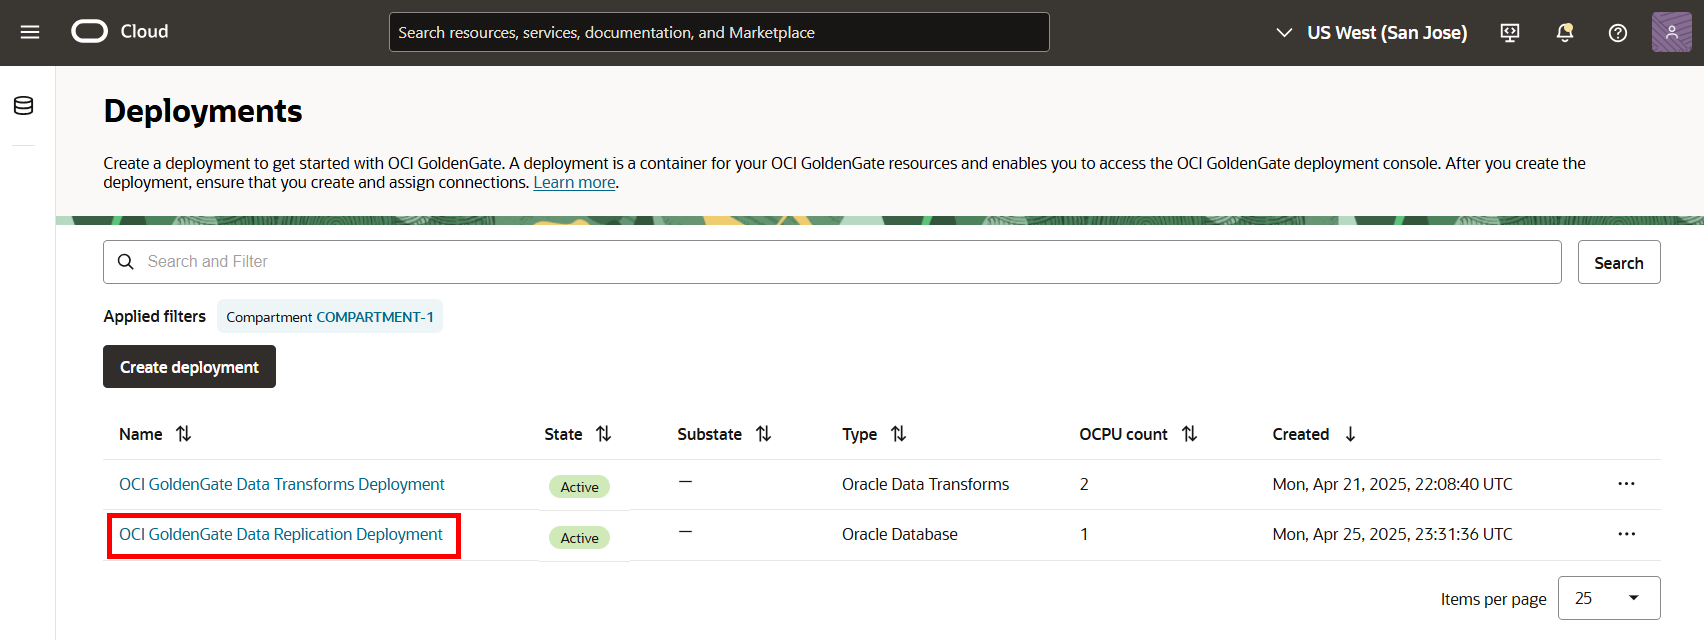 Cloud
Search resources, services, documentation, and Marketplace
US West (San Jose)
Deployments
Create a deployment to get started with OCI GoldenGate. A deployment is a container for your OCI GoldenGate resources and enables you to access the OCI GoldenGate deployment console. After you create the
deployment, ensure that you create and assign connections. Learn more.
Search and Filter
Search
Applied filters Compartment COMPARTMENT-1
Create deployment
Name State Substate Type OCPU count Created
OCI GoldenGate Data Transforms Deployment Active — Oracle Data Transforms 2 Mon, Apr 21, 2025, 22:08:40 UTC ···
OCI GoldenGate Data Replication Deployment Active — Oracle Database 1 Mon, Apr 25, 2025, 23:31:36 UTC ···
Items per page 25